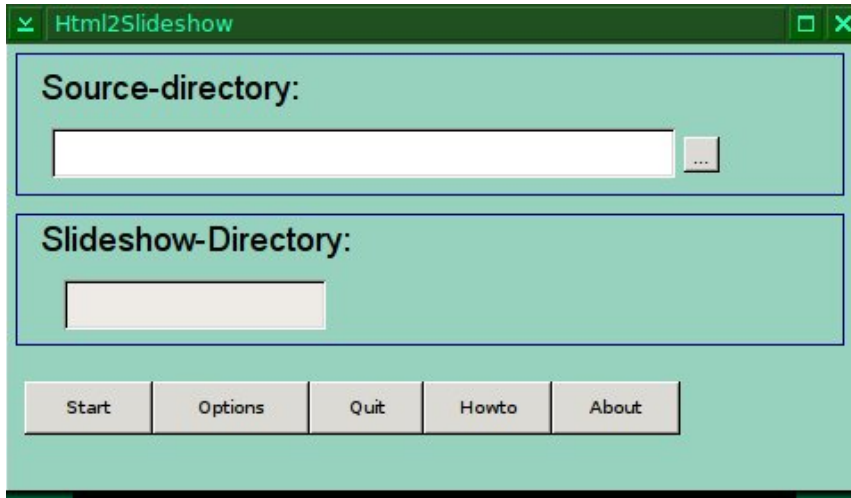 Html2Slideshow
Source-directory:
...
Slideshow-Directory:
Start Options Quit Howto About